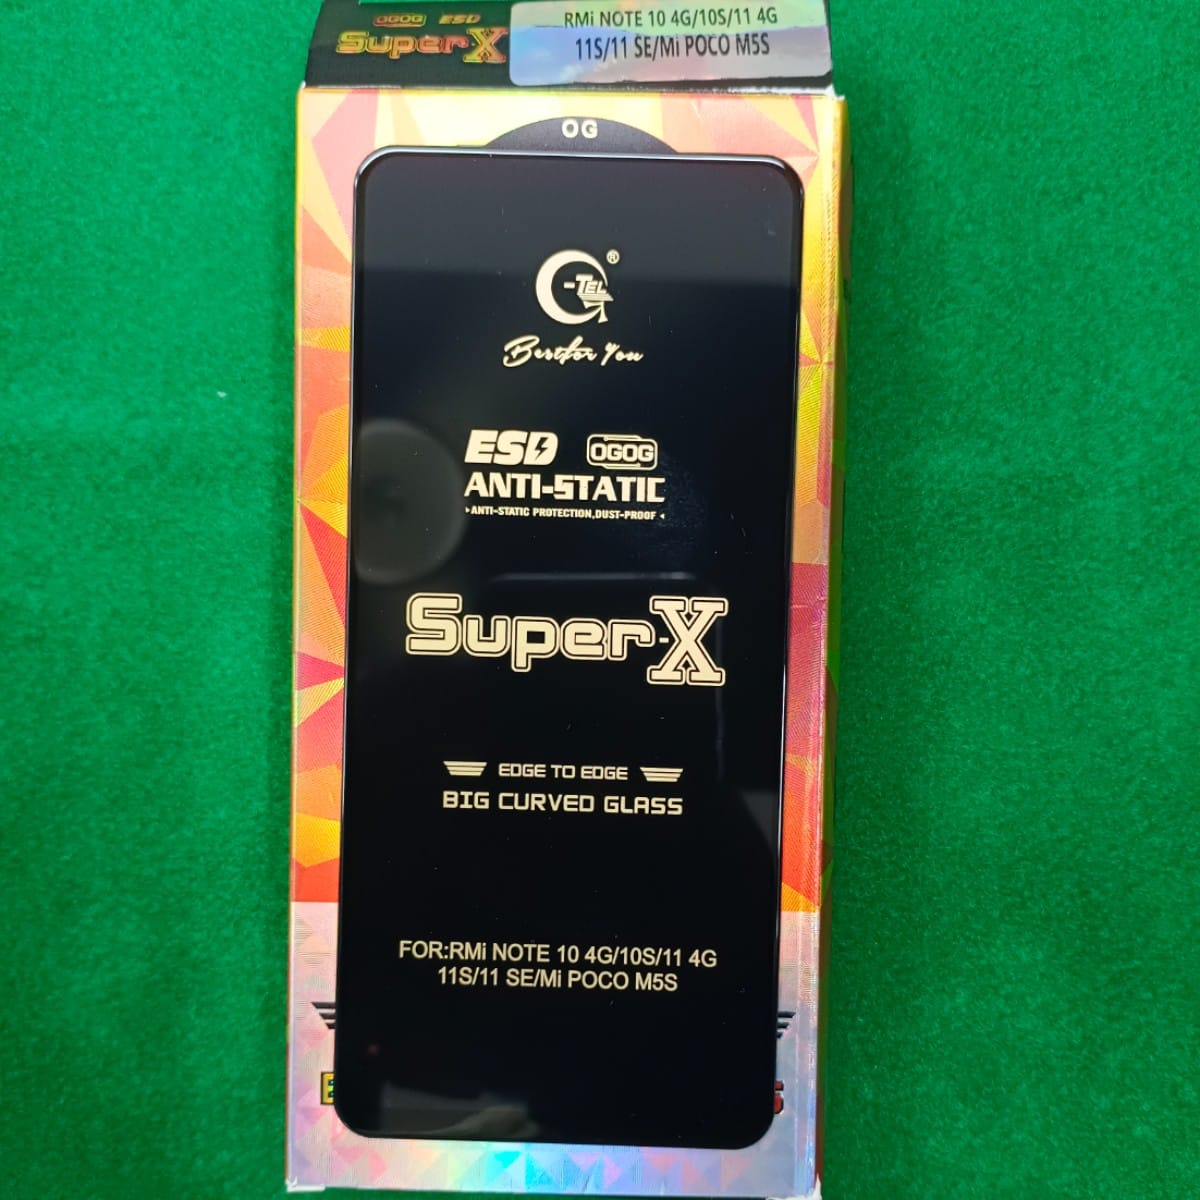 OGOG ESD
Super-X
RMi NOTE 10 4G/10S/11 4G
11S/11 SE/Mi POCO M5S
OG
-TEL ®
Bestfor You
ESD OGOG
ANTI-STATIC
ANTI-STATIC PROTECTION,DUST-PROOF
Super-X
EDGE TO EDGE
BIG CURVED GLASS
FOR:RMi NOTE 10 4G/10S/11 4G
11S/11 SE/Mi POCO M5S